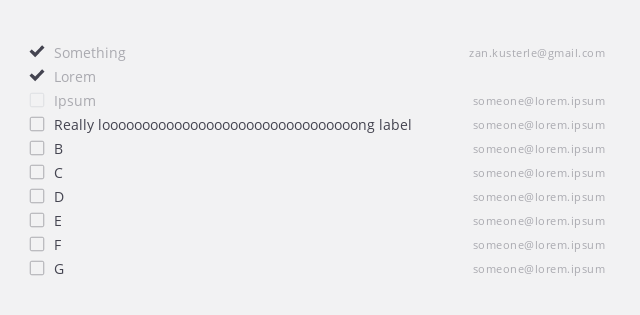 Something zan.kusterle@gmail.com
Lorem
Ipsum someone@lorem.ipsum
Really looooooooooooooooooooooooooooooooong label someone@lorem.ipsum
B someone@lorem.ipsum
C someone@lorem.ipsum
D someone@lorem.ipsum
E someone@lorem.ipsum
F someone@lorem.ipsum
G someone@lorem.ipsum